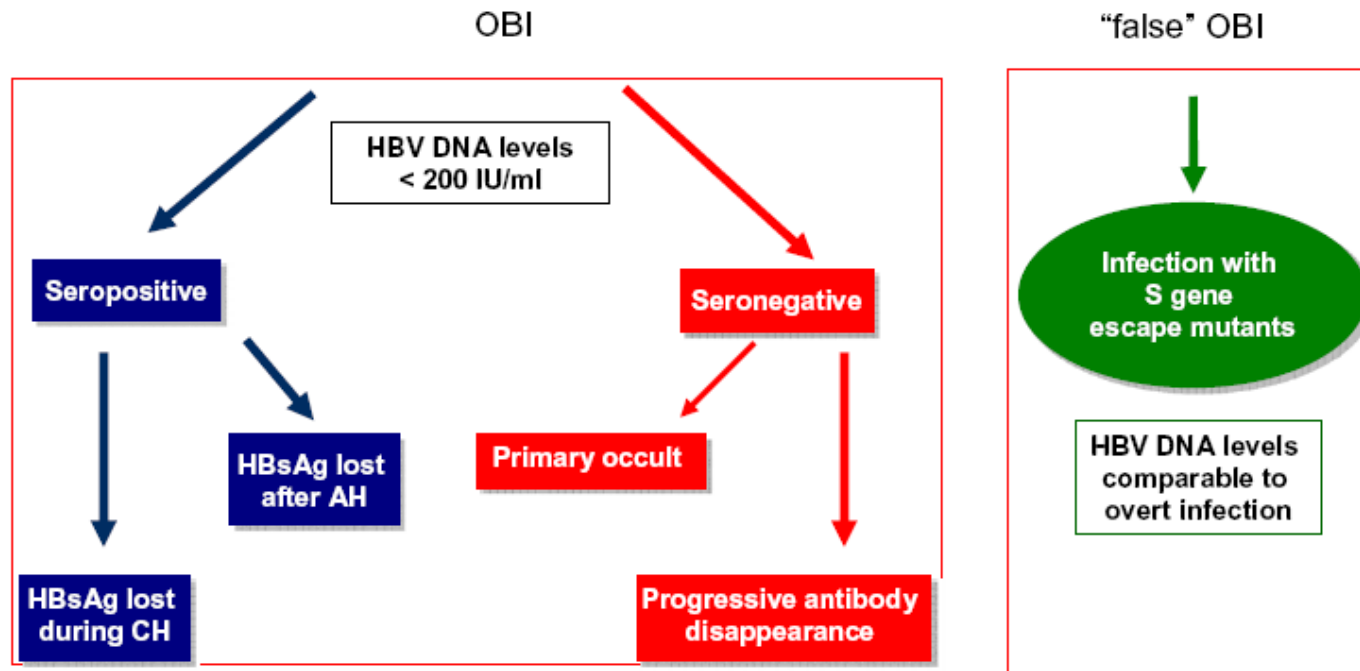 OBI
“false” OBI
HBV DNA levels
< 200 IU/ml
Seropositive
Seronegative
Infection with
S gene
escape mutants
HBsAg lost
after AH
Primary occult
HBV DNA levels
comparable to
overt infection
HBsAg lost
during CH
Progressive antibody
disappearance